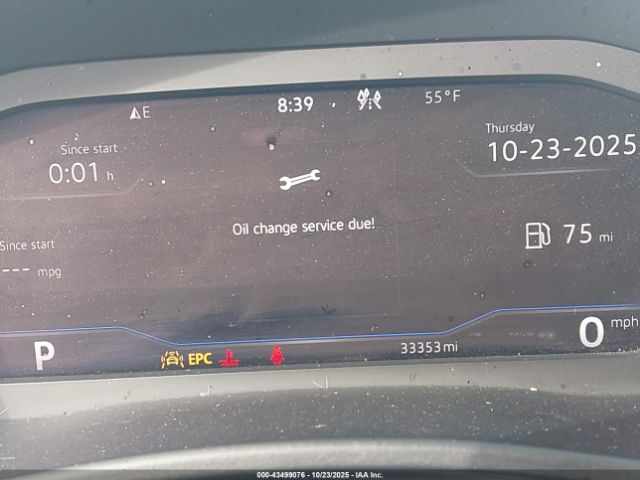 E
8:39
55°F
Since start
0:01 h
Thursday
10-23-2025
Oil change service due!
Since start
--- mpg
75 mi
P
EPC
33353 mi
0 mph
000-43499076 - 10/23/2025 - IAA Inc.